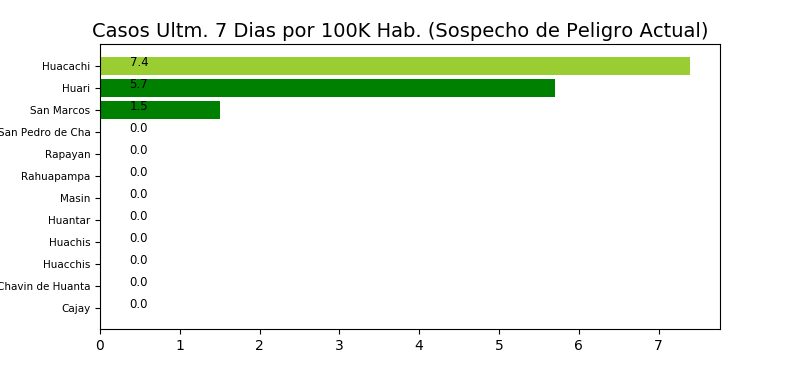 Casos Ultm. 7 Dias por 100K Hab. (Sospecho de Peligro Actual)
Huacachi 7.4
Huari 5.7
San Marcos 1.5
San Pedro de Cha 0.0
Rapayan 0.0
Rahuapampa 0.0
Masin 0.0
Huantar 0.0
Huachis 0.0
Huacchis 0.0
Chavin de Huanta 0.0
Cajay 0.0
0 1 2 3 4 5 6 7